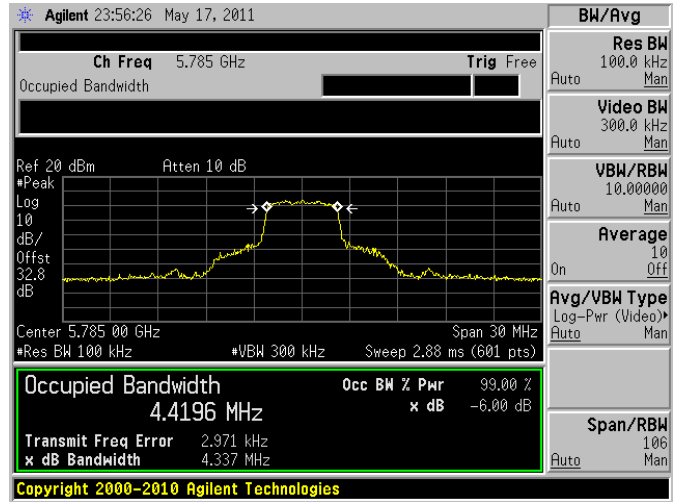 Agilent 23:56:26 May 17, 2011
BW/Avg
Ch Freq 5.785 GHz Trig Free
Occupied Bandwidth
Res BW
100.0 kHz
Auto Man
Video BW
300.0 kHz
Auto Man
VBW/RBW
10.00000
Auto Man
Average
10
On Off
Avg/VBW Type
Log-Pwr (Video)
Auto Man
Span/RBW
106
Auto Man
Ref 20 dBm Atten 10 dB
#Peak
Log
10
dB/
Offst
32.8
dB
Center 5.785 00 GHz Span 30 MHz
#Res BW 100 kHz #VBW 300 kHz Sweep 2.88 ms (601 pts)
Occupied Bandwidth Occ BW % Pwr 99.00 %
4.4196 MHz x dB -6.00 dB
Transmit Freq Error 2.971 kHz
x dB Bandwidth 4.337 MHz
Copyright 2000-2010 Agilent Technologies